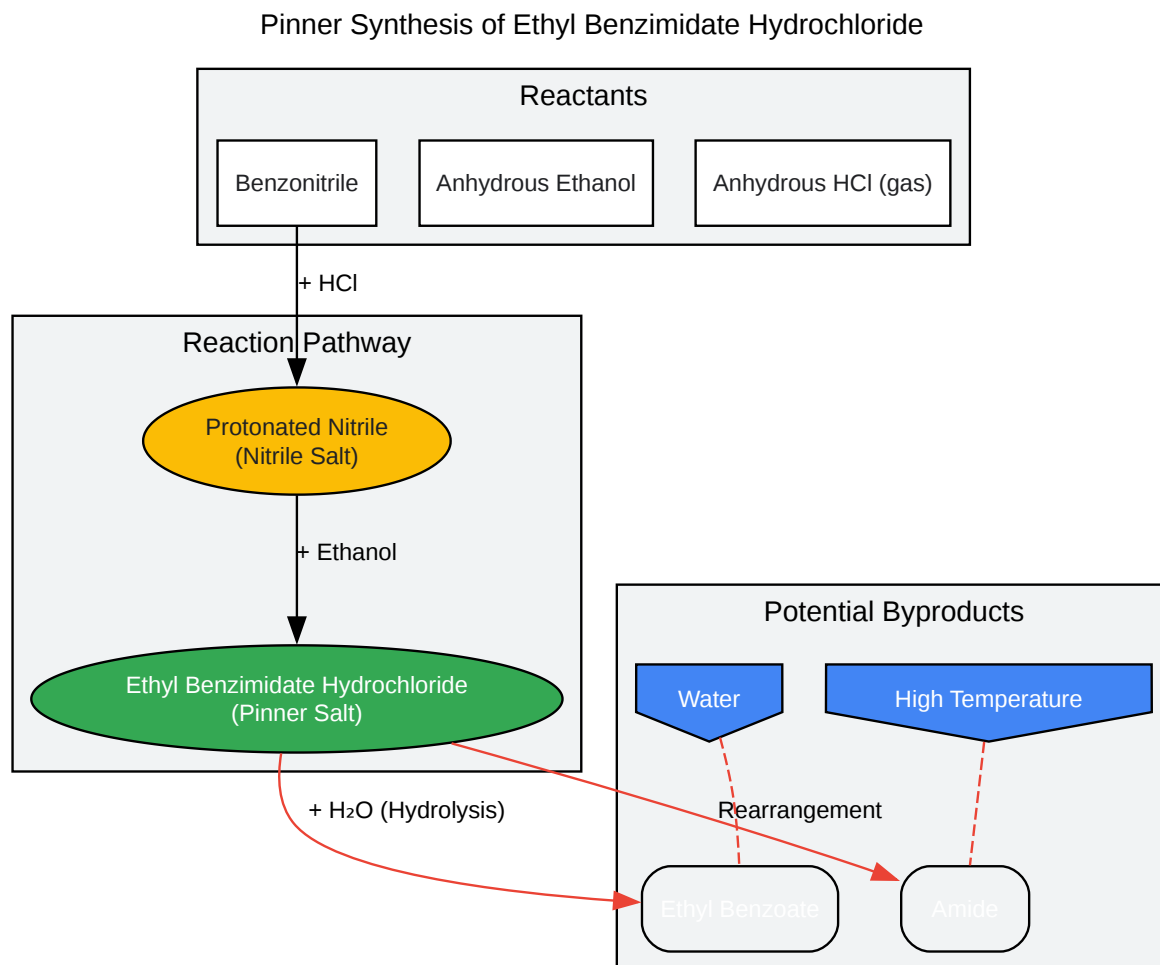 Pinner Synthesis of Ethyl Benzimidate Hydrochloride
Reactants
Benzonitrile
Anhydrous Ethanol
Anhydrous HCl (gas)
+ HCl
Reaction Pathway
Protonated Nitrile
(Nitrile Salt)
+ Ethanol
Ethyl Benzimidate Hydrochloride
(Pinner Salt)
Potential Byproducts
Water
High Temperature
+ H₂O (Hydrolysis)
Rearrangement
Ethyl Benzoate
Amide